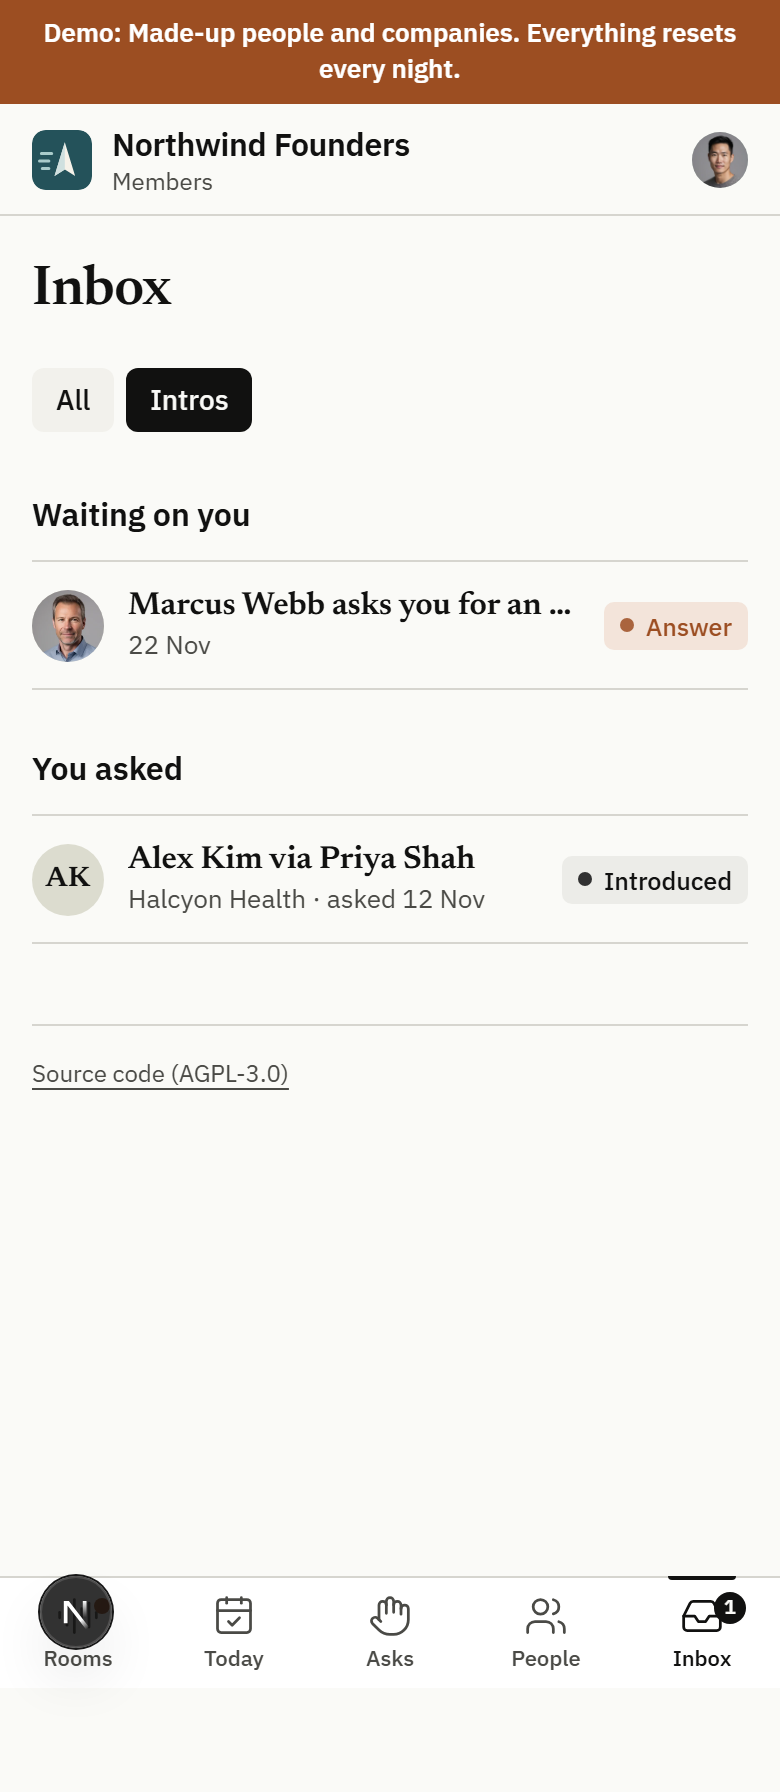 Demo: Made-up people and companies. Everything resets
every night.
Northwind Founders
Members
Inbox
All
Intros
Waiting on you
Marcus Webb asks you for an ...
22 Nov
Answer
You asked
AK
Alex Kim via Priya Shah
Halcyon Health · asked 12 Nov
Introduced
Source code (AGPL-3.0)
N
1
Rooms
Today
Asks
People
Inbox